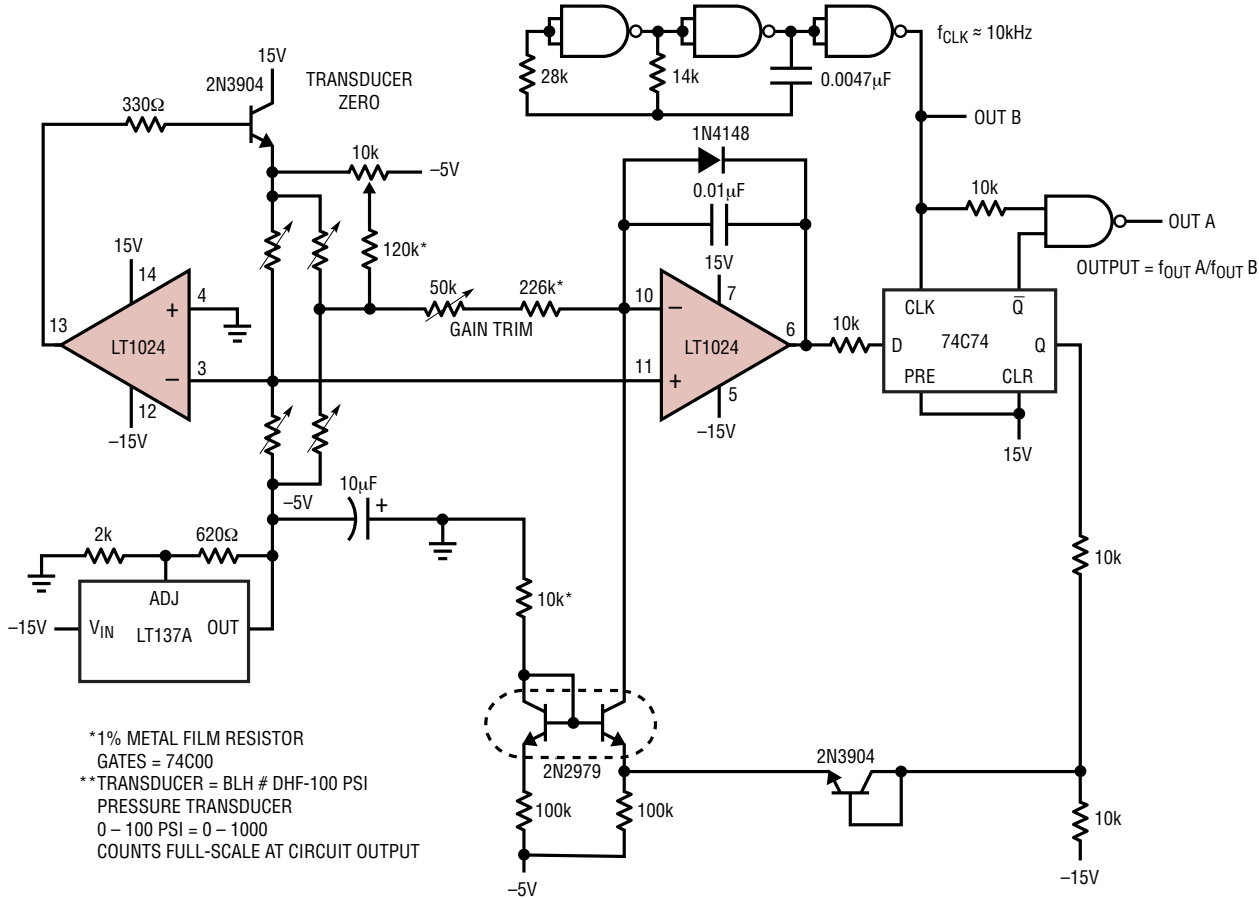 28k
14k
0.0047µF
fCLK ≈ 10kHz
15V
2N3904
TRANSDUCER
ZERO
330Ω
10k
–5V
1N4148
OUT B
0.01µF
10k
OUT A
OUTPUT = fOUT A/fOUT B
15V
14
120k*
4
+
13
LT1024
–
3
12
–15V
50k
GAIN TRIM
226k*
15V
10
–
7
6
LT1024
11
+
5
–15V
10k
CLK
Q̅
D
74C74
Q
PRE
CLR
15V
–5V
10µF
+
2k
620Ω
ADJ
–15V
VIN
LT137A
OUT
10k*
10k
2N2979
2N3904
100k
100k
10k
–5V
–15V
*1% METAL FILM RESISTOR
GATES = 74C00
**TRANSDUCER = BLH # DHF-100 PSI
PRESSURE TRANSDUCER
0 – 100 PSI = 0 – 1000
COUNTS FULL-SCALE AT CIRCUIT OUTPUT